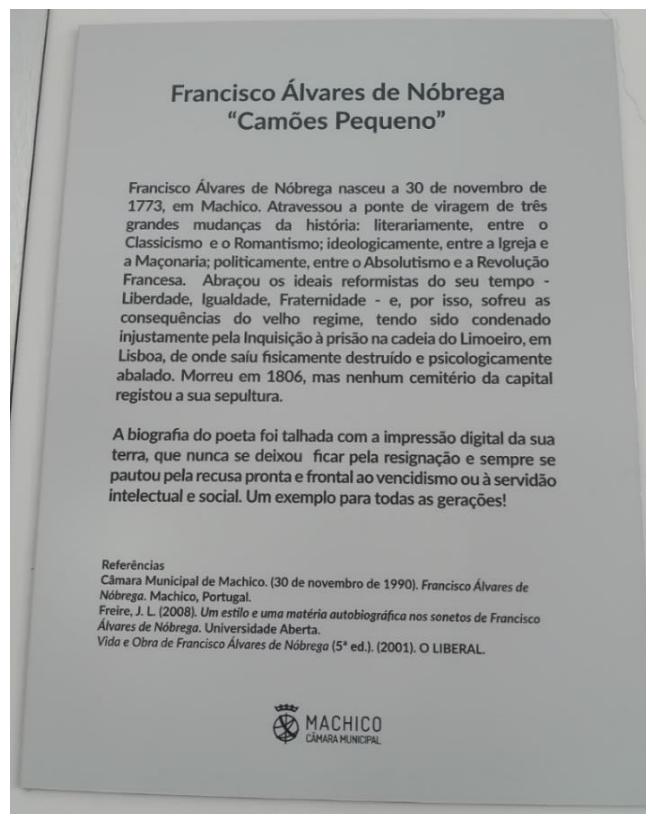 Francisco Álvares de Nóbrega
“Camões Pequeno”
Francisco Álvares de Nóbrega nasceu a 30 de novembro de
1773, em Machico. Atravessou a ponte de viragem de três
grandes mudanças da história: literariamente, entre o
Classicismo e o Romantismo; ideologicamente, entre a Igreja e
a Maçonaria; politicamente, entre o Absolutismo e a Revolução
Francesa. Abraçou os ideais reformistas do seu tempo -
Liberdade, Igualdade, Fraternidade - e, por isso, sofreu as
consequências do velho regime, tendo sido condenado
injustamente pela Inquisição à prisão na cadeia do Limoeiro, em
Lisboa, de onde saíu fisicamente destruído e psicologicamente
abalado. Morreu em 1806, mas nenhum cemitério da capital
registou a sua sepultura.
A biografia do poeta foi talhada com a impressão digital da sua
terra, que nunca se deixou ficar pela resignação e sempre se
pautou pela recusa pronta e frontal ao vencidismo ou à servidão
intelectual e social. Um exemplo para todas as gerações!
Referências
Câmara Municipal de Machico. (30 de novembro de 1990). Francisco Álvares de
Nóbrega. Machico, Portugal.
Freire, J. L. (2008). Um estilo e uma matéria autobiográfica nos sonetos de Francisco
Álvares de Nóbrega. Universidade Aberta.
Vida e Obra de Francisco Álvares de Nóbrega (5ª ed.). (2001). O LIBERAL.
MACHICO
CÂMARA MUNICIPAL